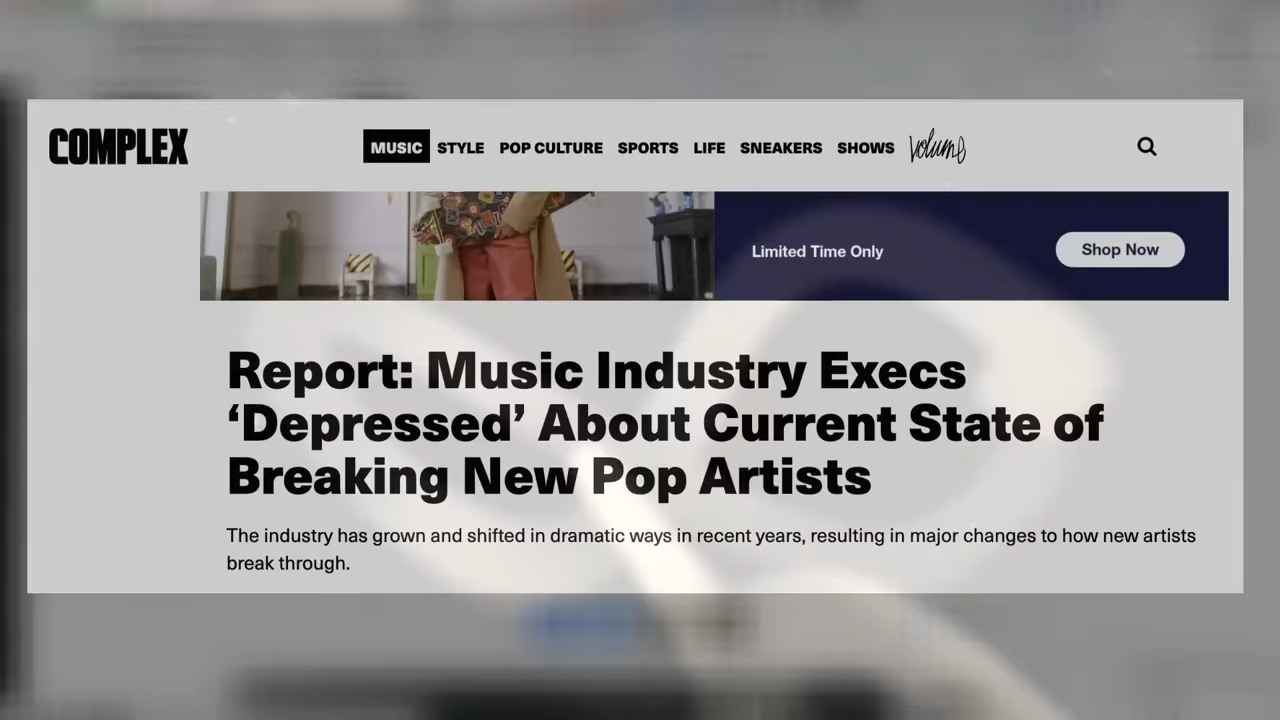 COMPLEX
MUSIC STYLE POP CULTURE SPORTS LIFE SNEAKERS SHOWS Volume
Limited Time Only
Shop Now
Report: Music Industry Execs
‘Depressed’ About Current State of
Breaking New Pop Artists
The industry has grown and shifted in dramatic ways in recent years, resulting in major changes to how new artists
break through.